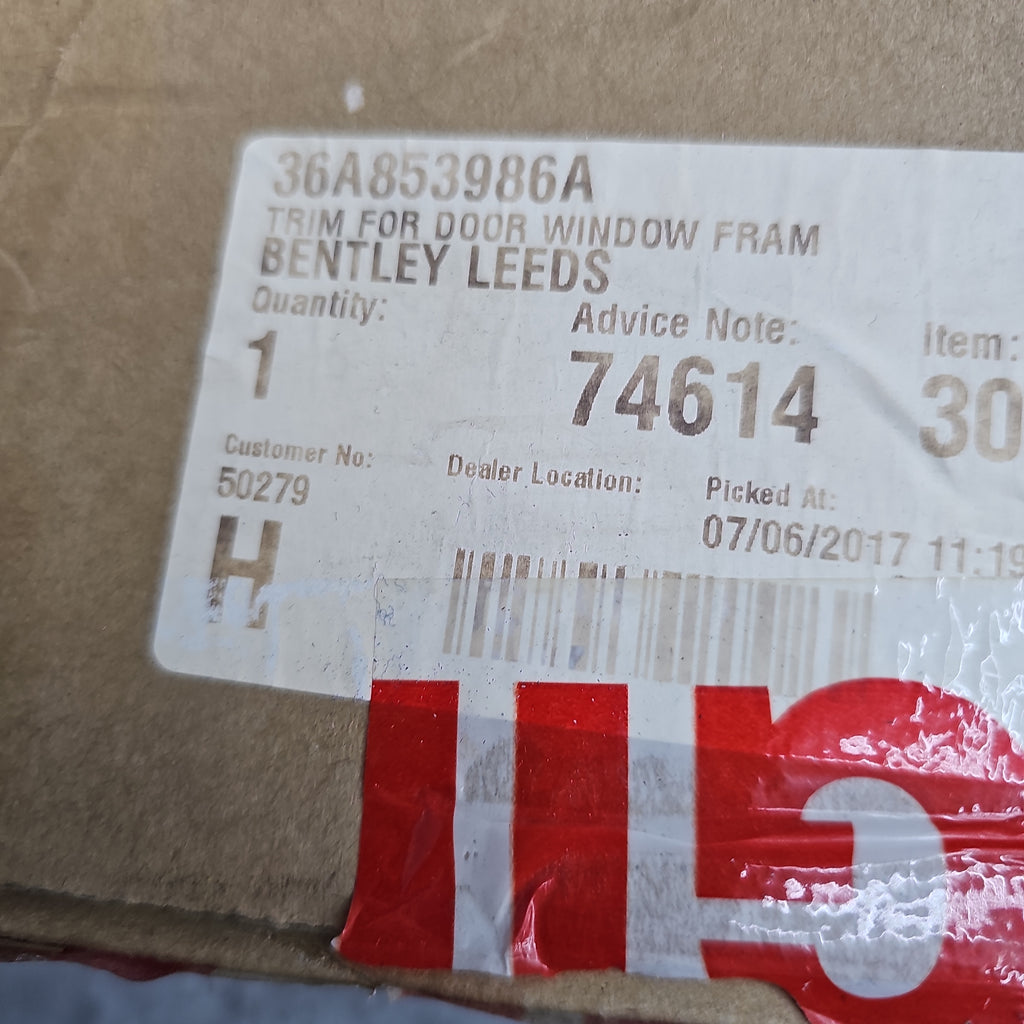 36A853986A
TRIM FOR DOOR WINDOW FRAM
BENTLEY LEEDS
Quantity:
1
Advice Note:
74614
Item:
30
Customer No:
50279
Dealer Location:
Picked At:
07/06/2017 11:19
H